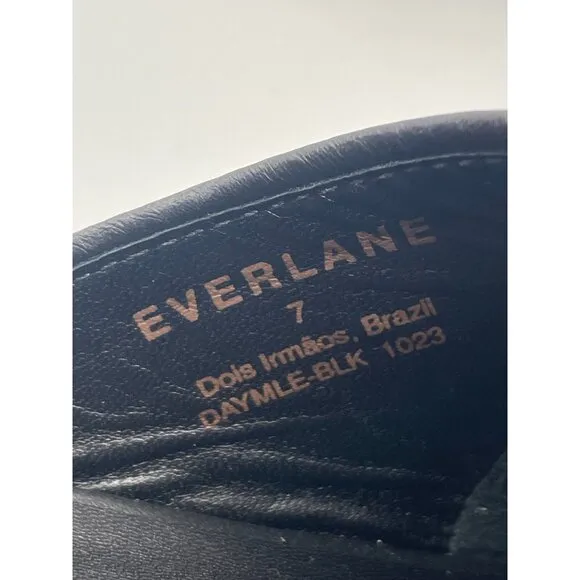 EVERLANE
7
Dois Irmãos, Brazil
DAYMLE-BLK 1023